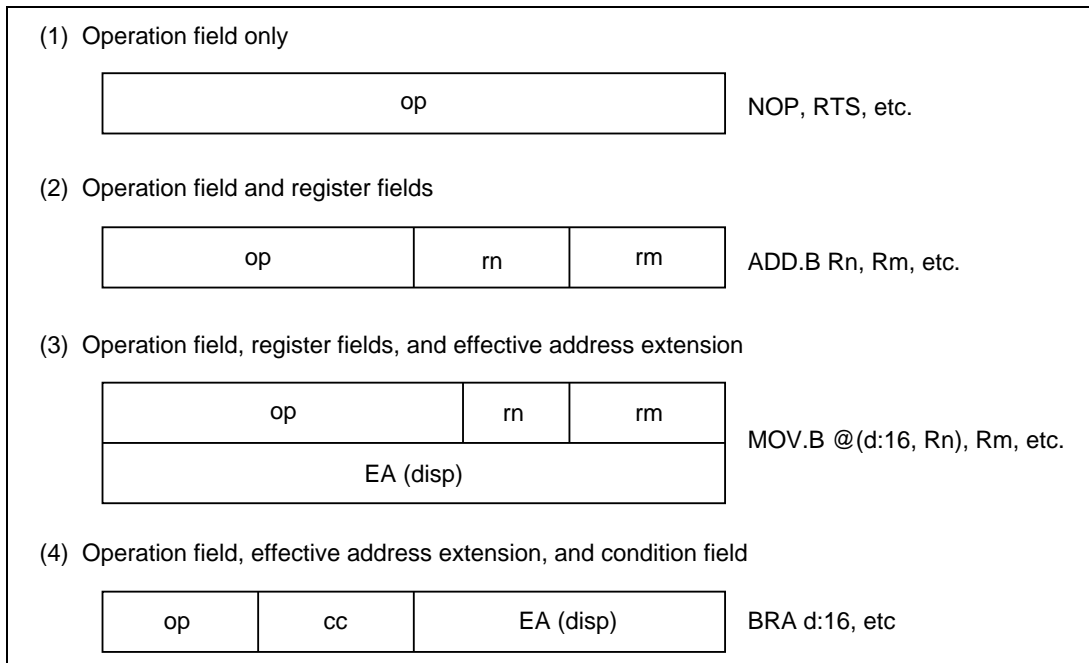 (1) Operation field only
op
NOP, RTS, etc.
(2) Operation field and register fields
op rn rm
ADD.B Rn, Rm, etc.
(3) Operation field, register fields, and effective address extension
op rn rm
MOV.B @(d:16, Rn), Rm, etc.
EA (disp)
(4) Operation field, effective address extension, and condition field
op cc EA (disp)
BRA d:16, etc